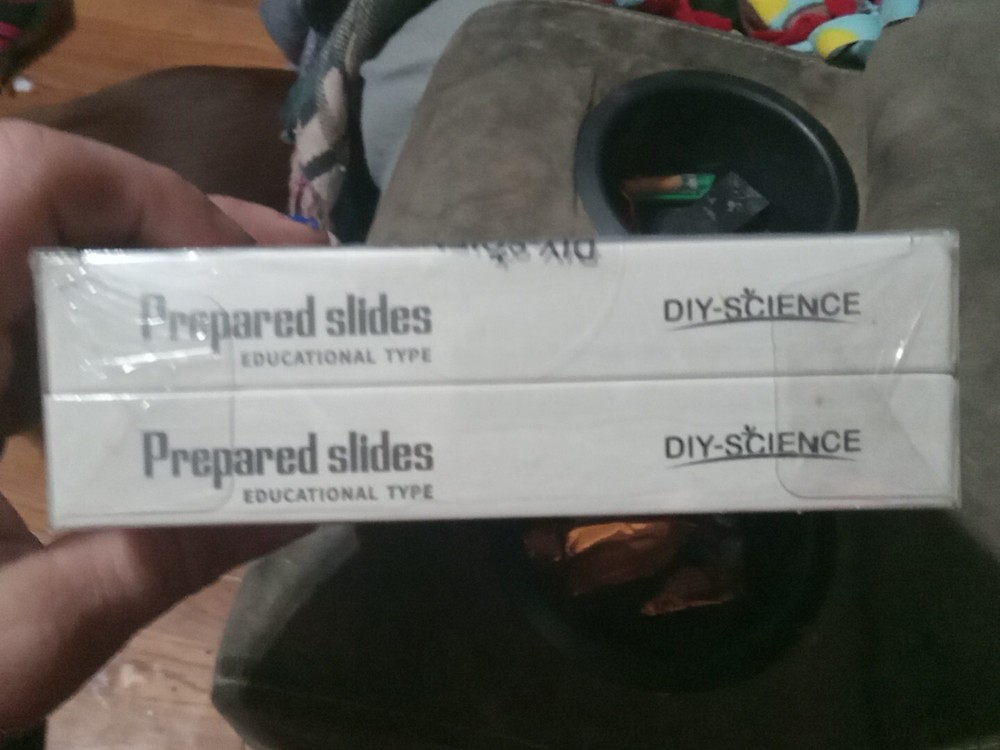 Prepared slides
EDUCATIONAL TYPE
DIY-SCIENCE
Prepared slides
EDUCATIONAL TYPE
DIY-SCIENCE